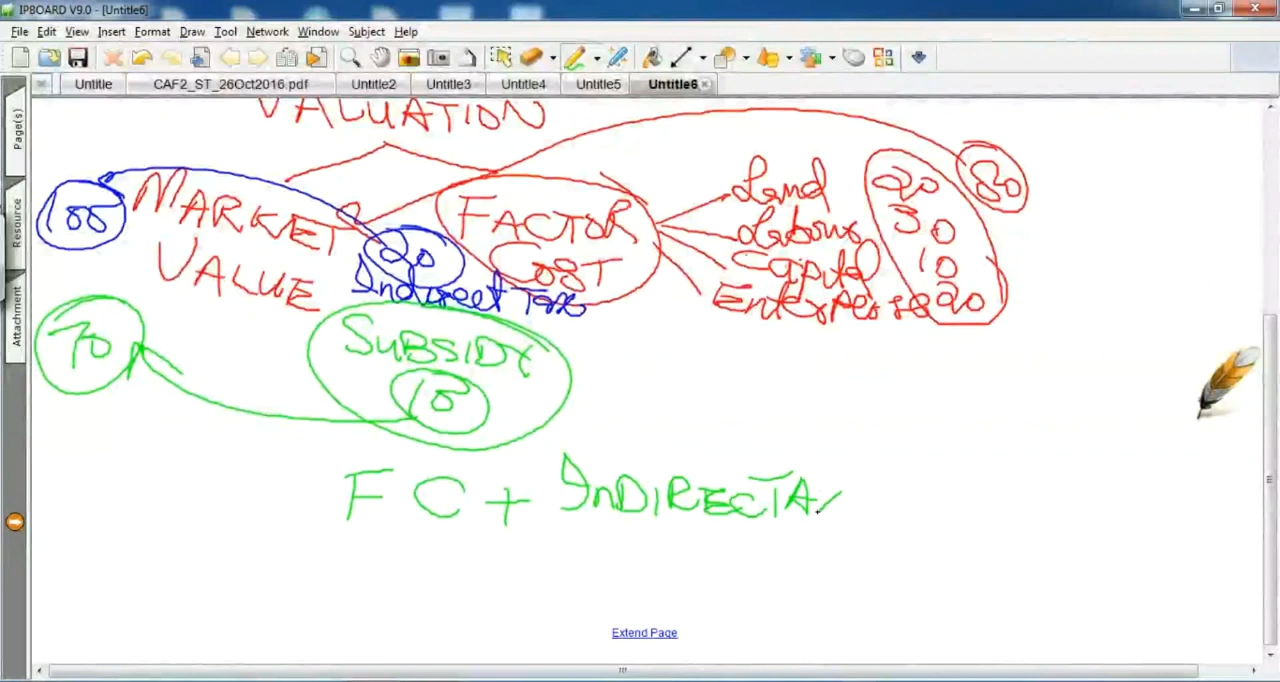 IPBOARD V9.0 - [Untitle6]
File Edit View Insert Format Draw Tool Network Window Subject Help
Untitle CAF2_ST_26Oct2016.pdf Untitle2 Untitle3 Untitle4 Untitle5 Untitle6
Page(s)
Resource
Attachment
VALUATION
100 MARKET VALUE
20
Indirect Tax
FACTOR COST
Land 20
Labour 30
Capital 10
20
80
70
SUBSIDY
10
FC + INDIRECTA
Extend Page